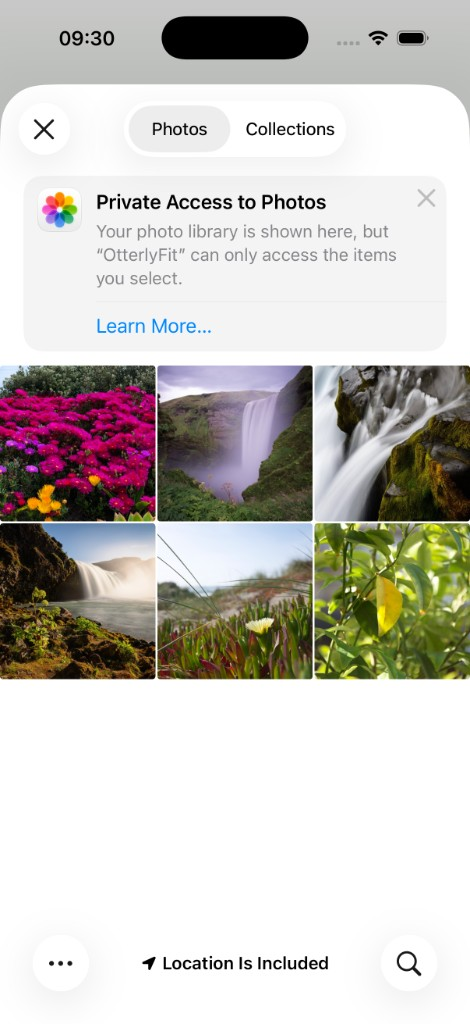 09:30
Photos
Collections
Private Access to Photos
Your photo library is shown here, but
“OtterlyFit” can only access the items
you select.
Learn More...
Location Is Included